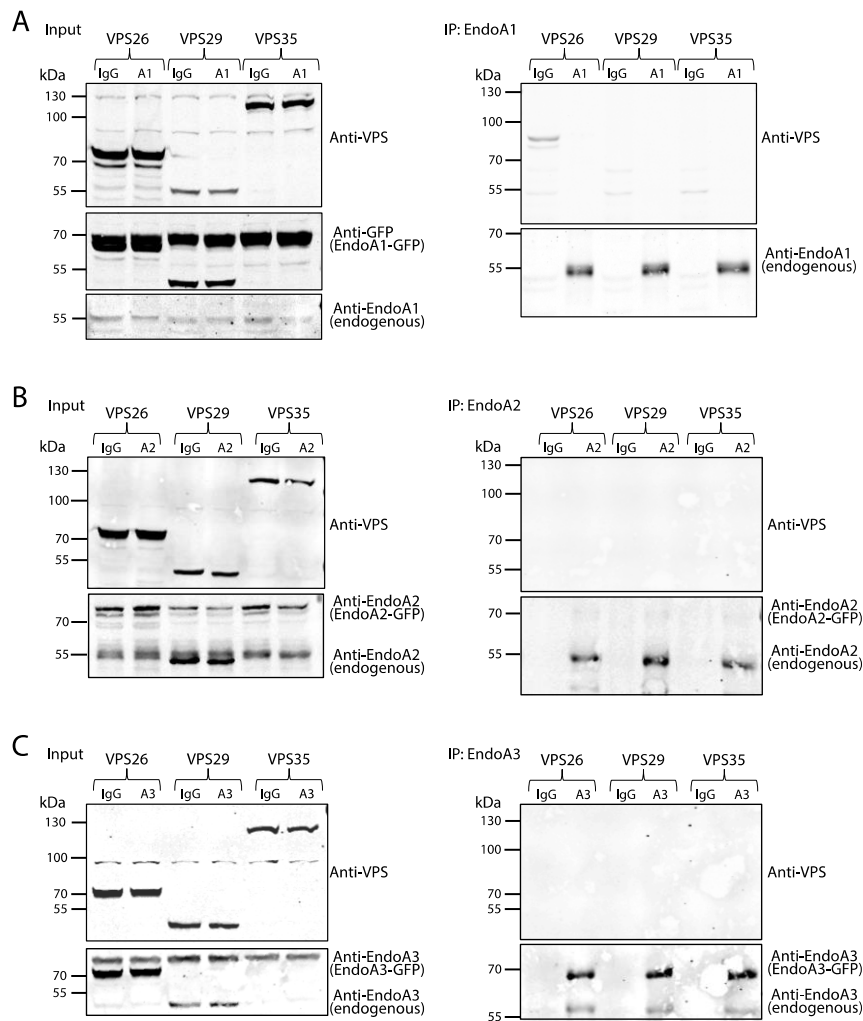 A
Input
VPS26 VPS29 VPS35
kDa
IgG A1 IgG A1 IgG A1
130
100
70
55
Anti-VPS
70
55
Anti-GFP
(EndoA1-GFP)
55
Anti-EndoA1
(endogenous)
IP: EndoA1
VPS26 VPS29 VPS35
kDa
IgG A1 IgG A1 IgG A1
130
100
70
55
Anti-VPS
70
55
Anti-EndoA1
(endogenous)
B
Input
VPS26 VPS29 VPS35
kDa
IgG A2 IgG A2 IgG A2
130
100
70
55
Anti-VPS
70
55
Anti-EndoA2
(EndoA2-GFP)
Anti-EndoA2
(endogenous)
IP: EndoA2
VPS26 VPS29 VPS35
kDa
IgG A2 IgG A2 IgG A2
130
100
70
55
Anti-VPS
70
55
Anti-EndoA2
(EndoA2-GFP)
Anti-EndoA2
(endogenous)
C
Input
VPS26 VPS29 VPS35
kDa
IgG A3 IgG A3 IgG A3
130
100
70
55
Anti-VPS
70
55
Anti-EndoA3
(EndoA3-GFP)
Anti-EndoA3
(endogenous)
IP: EndoA3
VPS26 VPS29 VPS35
kDa
IgG A3 IgG A3 IgG A3
130
100
70
55
Anti-VPS
70
55
Anti-EndoA3
(EndoA3-GFP)
Anti-EndoA3
(endogenous)